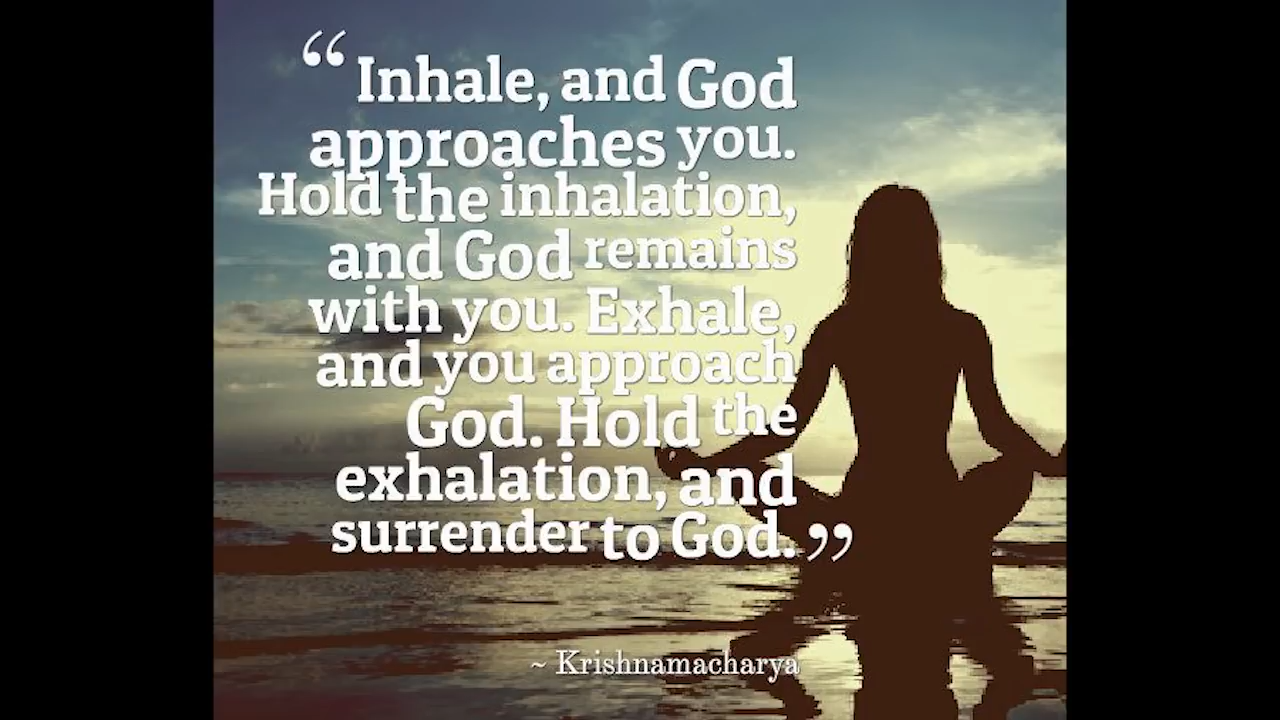 “Inhale, and God
approaches you.
Hold the inhalation,
and God remains
with you. Exhale,
and you approach
God. Hold the
exhalation, and
surrender to God.”
~ Krishnamacharya